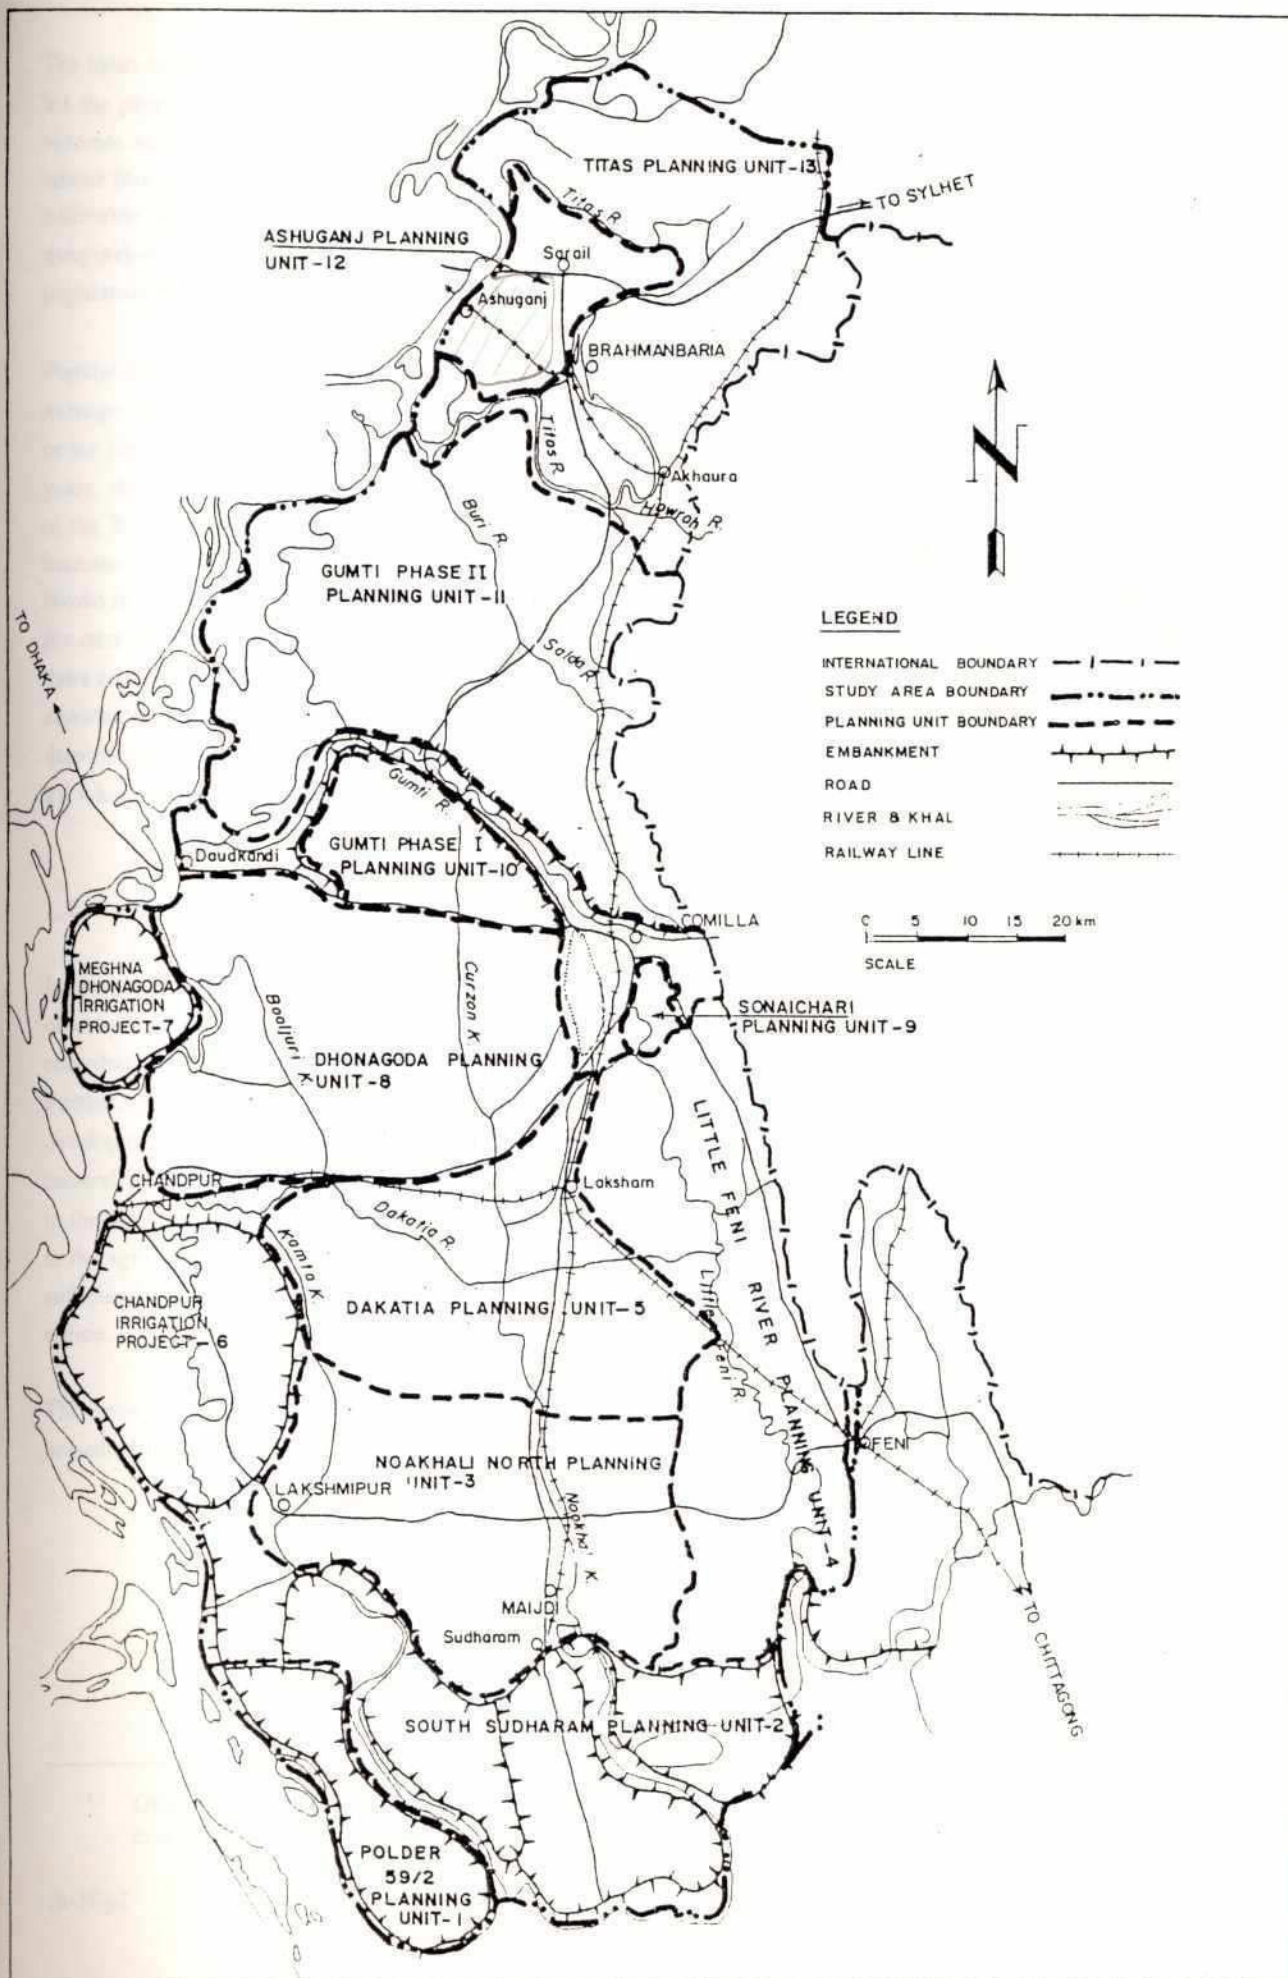 TITAS PLANNING UNIT-13
Titas R.
TO SYLHET
ASHUGANJ PLANNING
UNIT-12
Sarail
Ashuganj
BRAHMANBARIA
Titas R.
Akhaura
Howrah R.
Buri R.
GUMTI PHASE II
PLANNING UNIT-11
TO DHAKA
Salda R.
LEGEND
INTERNATIONAL BOUNDARY
STUDY AREA BOUNDARY
PLANNING UNIT BOUNDARY
EMBANKMENT
ROAD
RIVER & KHAL
RAILWAY LINE
Gumti R.
GUMTI PHASE I
PLANNING UNIT-10
Daudkandi
COMILLA
0 5 10 15 20 km
SCALE
MEGHNA
DHONAGODA
IRRIGATION
PROJECT-7
Booljuri K.
Curzon K.
SONAICHARI
PLANNING UNIT-9
DHONAGODA PLANNING
UNIT-8
LITTLE FENI RIVER PLANNING UNIT-4
CHANDPUR
Laksham
Dakatia R.
Kamta K.
Little Feni R.
CHANDPUR
IRRIGATION
PROJECT-6
DAKATIA PLANNING UNIT-5
FENI
NOAKHALI NORTH PLANNING
UNIT-3
LAKSHMIPUR
K.
MAIJDI
Sudharam
TO CHITTAGONG
SOUTH SUDHARAM PLANNING UNIT-2
POLDER
59/2
PLANNING
UNIT-1